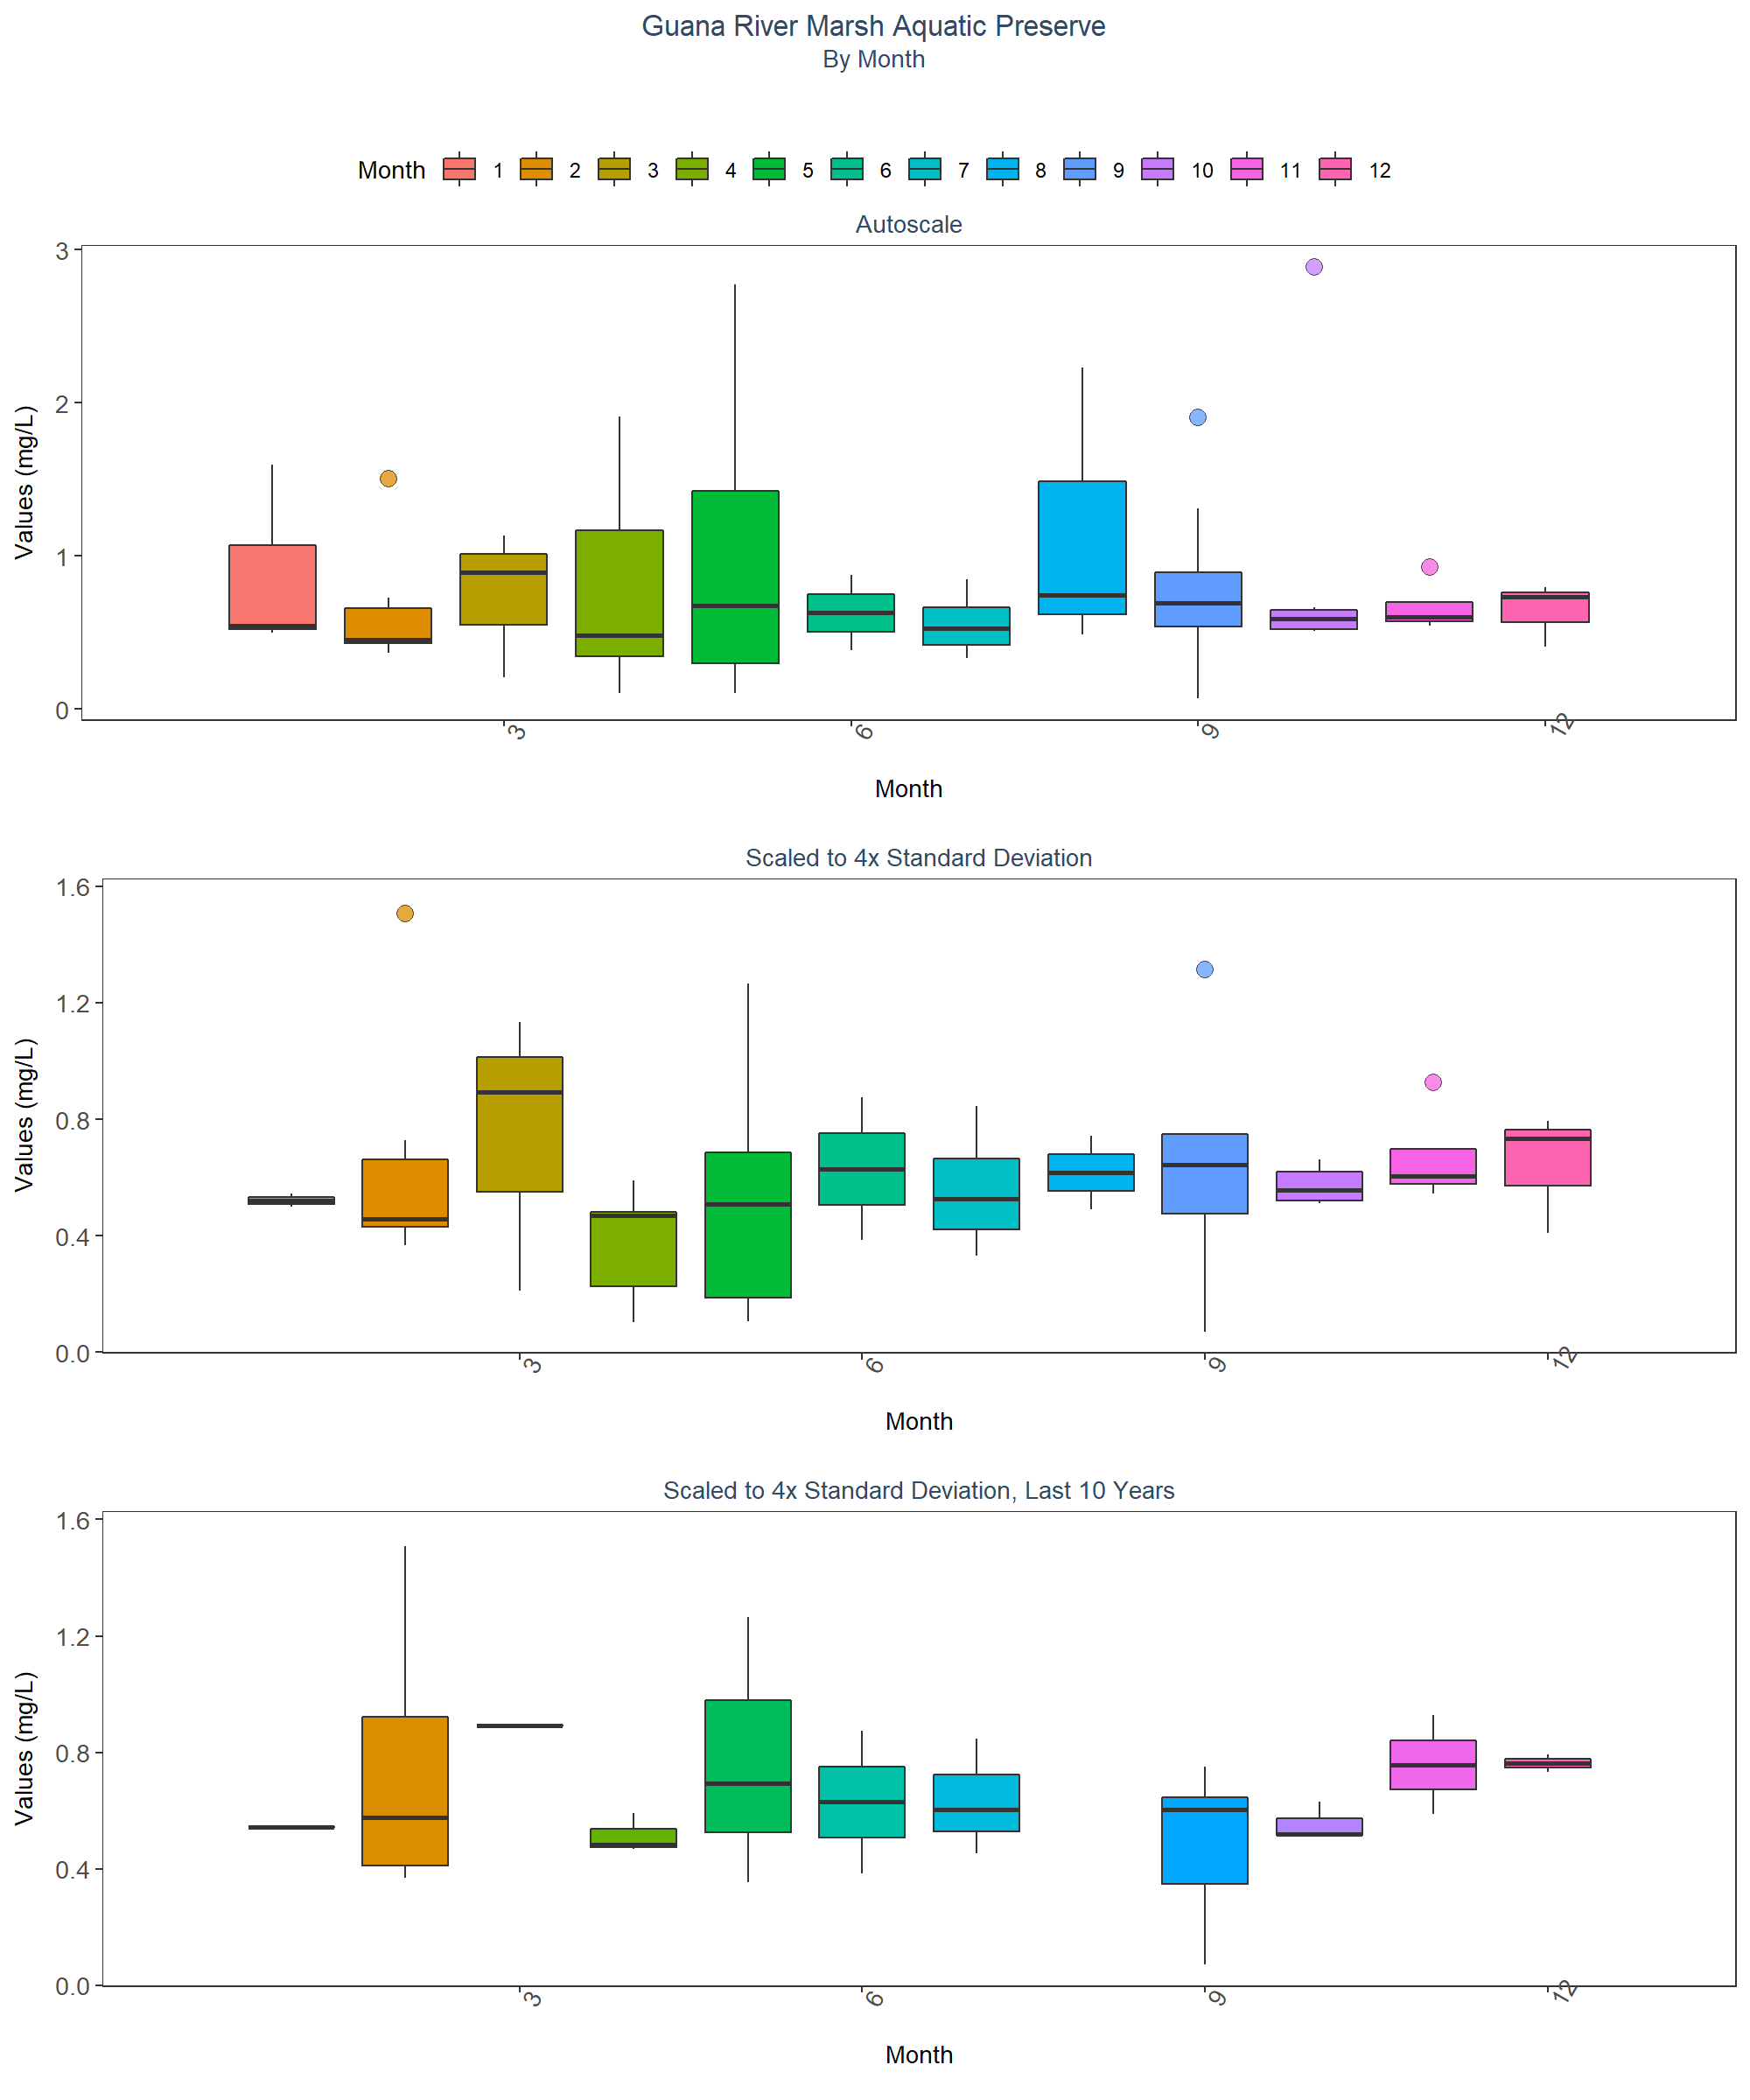 Guana River Marsh Aquatic Preserve
By Month
Month 1 2 3 4 5 6 7 8 9 10 11 12
Autoscale
Values (mg/L)
3
2
1
0
3 6 9 12
Month
Scaled to 4x Standard Deviation
Values (mg/L)
1.6
1.2
0.8
0.4
0.0
3 6 9 12
Month
Scaled to 4x Standard Deviation, Last 10 Years
Values (mg/L)
1.6
1.2
0.8
0.4
0.0
3 6 9 12
Month